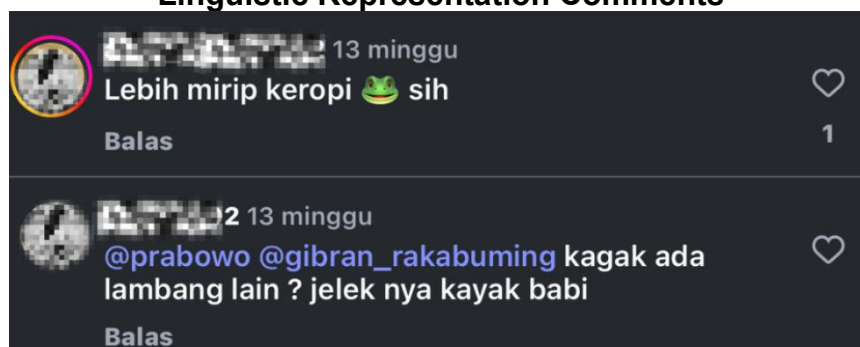 Linguistic Representation Comments
13 minggu
Lebih mirip keropi 🐸 sih
Balas
1
2 13 minggu
@prabowo @gibran_rakabuming kagak ada
lambang lain ? jelek nya kayak babi
Balas